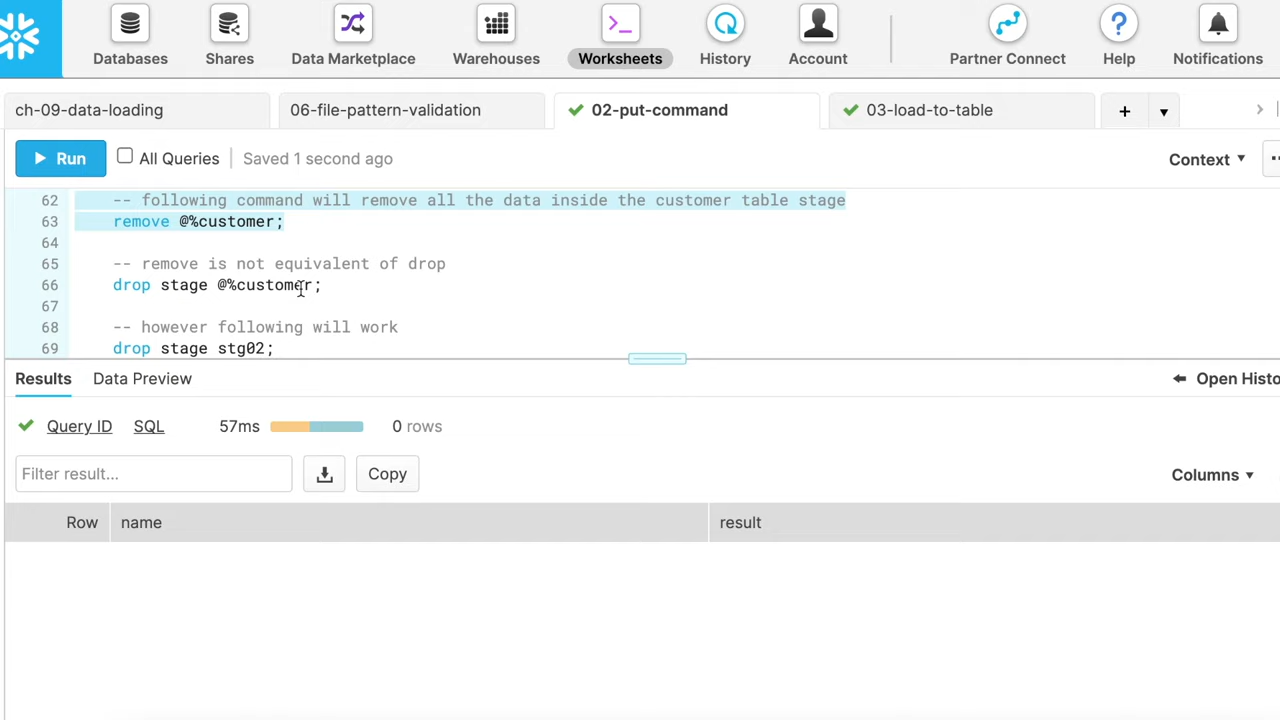 Databases Shares Data Marketplace Warehouses Worksheets History Account Partner Connect Help Notifications
ch-09-data-loading 06-file-pattern-validation 02-put-command 03-load-to-table
Run All Queries Saved 1 second ago Context
62 -- following command will remove all the data inside the customer table stage
63 remove @%customer;
64
65 -- remove is not equivalent of drop
66 drop stage @%customer;
67
68 -- however following will work
69 drop stage stg02;
Results Data Preview Open Histo
Query ID SQL 57ms 0 rows
Filter result... Copy Columns
Row name result